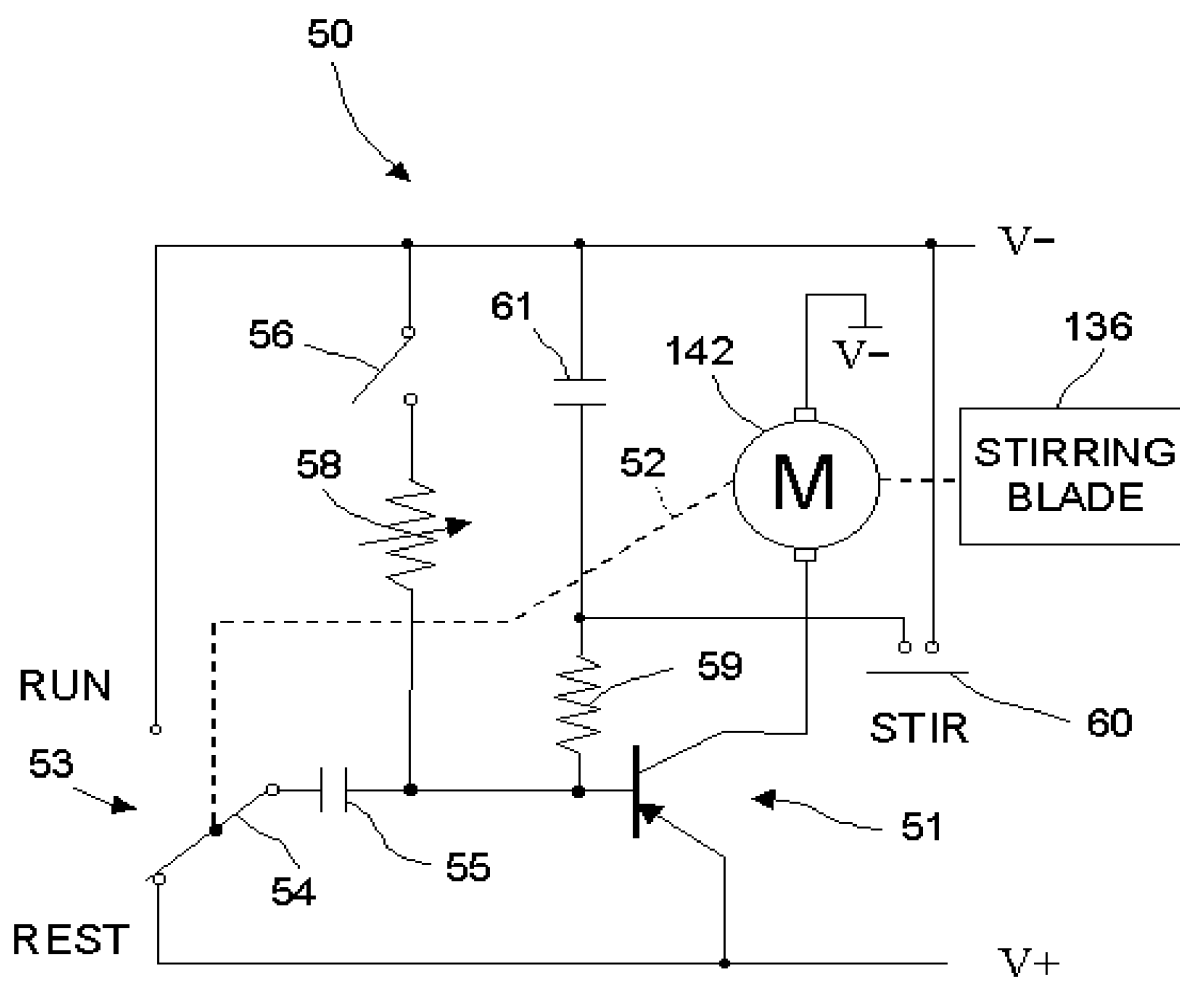 50
V-
61
56
142
V-
136
STIRRING
BLADE
M
58
52
RUN
59
STIR
60
53
51
54
55
REST
V+